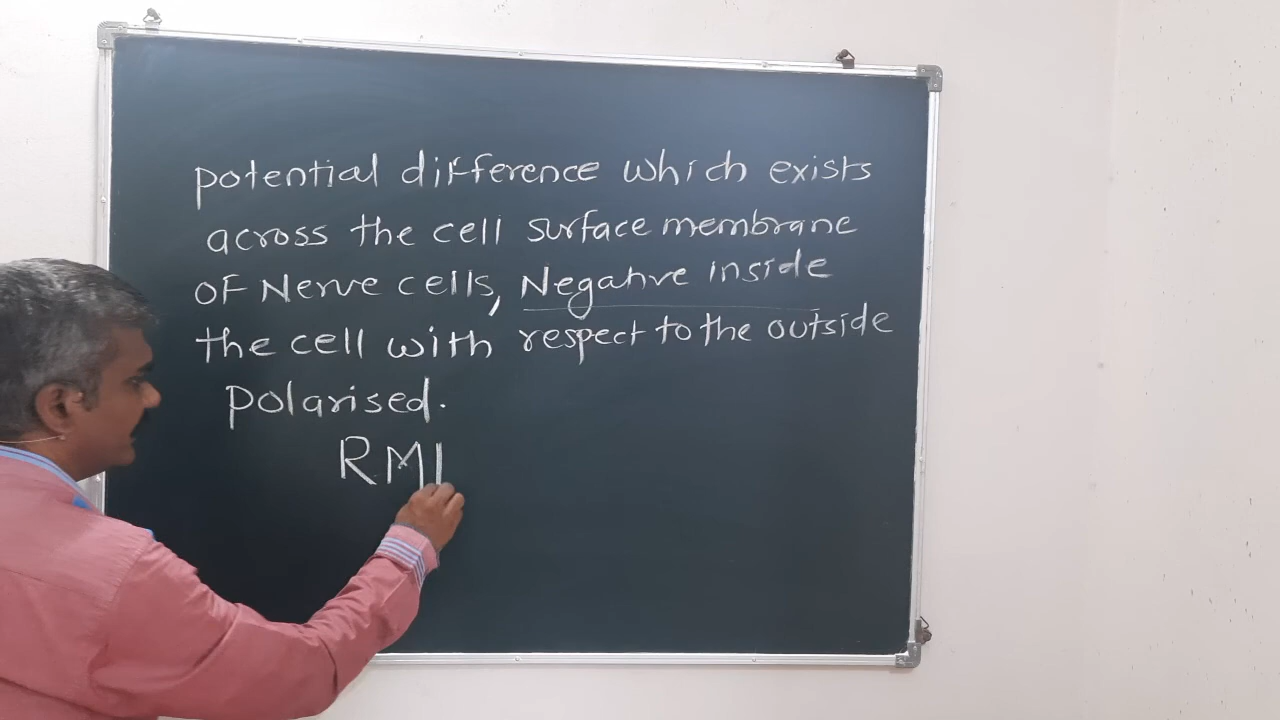 potential difference which exists
across the cell surface membrane
of Nerve cells, Negative inside
the cell with respect to the outside
polarised.
RM